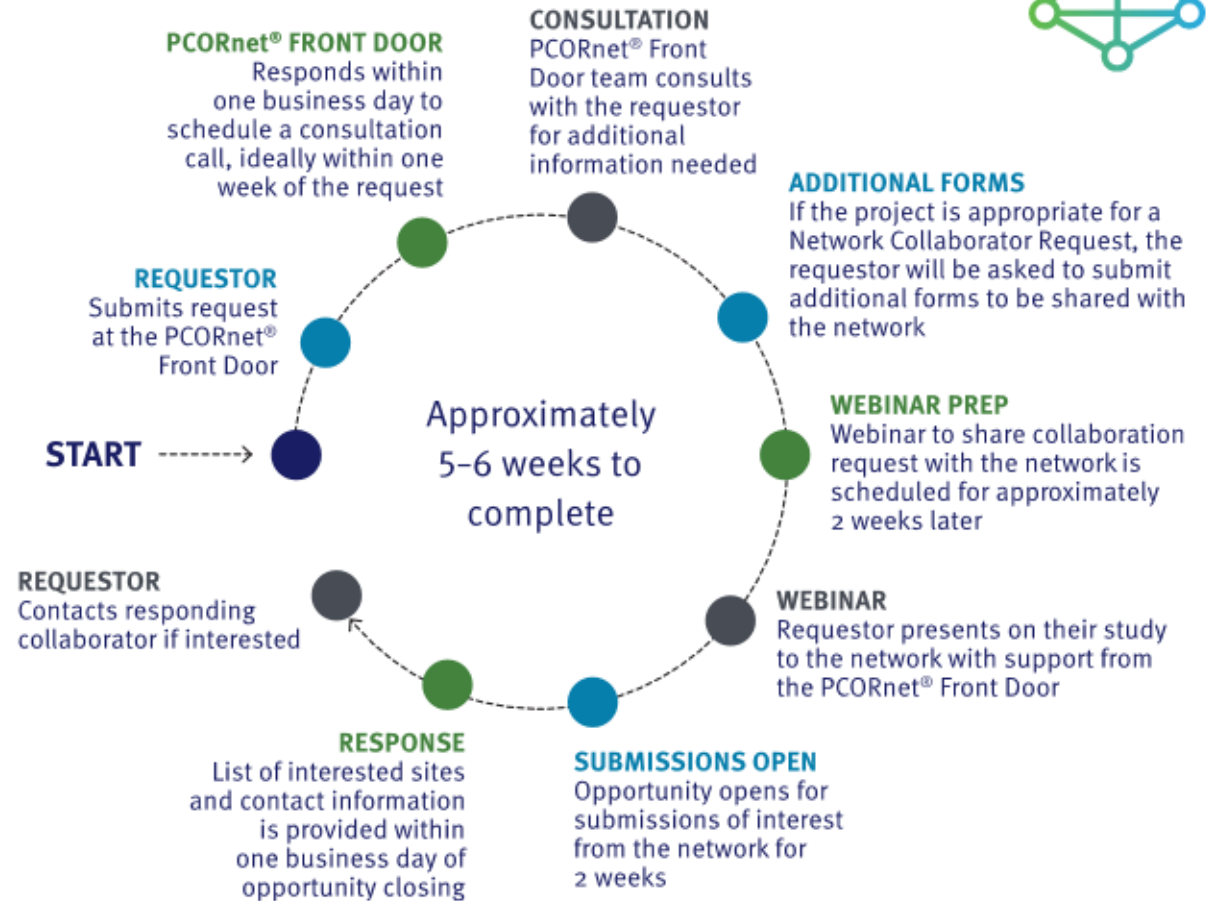 START
REQUESTOR
Submits request
at the PCORnet®
Front Door
PCORnet® FRONT DOOR
Responds within
one business day to
schedule a consultation
call, ideally within one
week of the request
CONSULTATION
PCORnet® Front
Door team consults
with the requestor
for additional
information needed
ADDITIONAL FORMS
If the project is appropriate for a
Network Collaborator Request, the
requestor will be asked to submit
additional forms to be shared with
the network
WEBINAR PREP
Webinar to share collaboration
request with the network is
scheduled for approximately
2 weeks later
WEBINAR
Requestor presents on their study
to the network with support from
the PCORnet® Front Door
SUBMISSIONS OPEN
Opportunity opens for
submissions of interest
from the network for
2 weeks
RESPONSE
List of interested sites
and contact information
is provided within
one business day of
opportunity closing
REQUESTOR
Contacts responding
collaborator if interested
Approximately
5-6 weeks to
complete